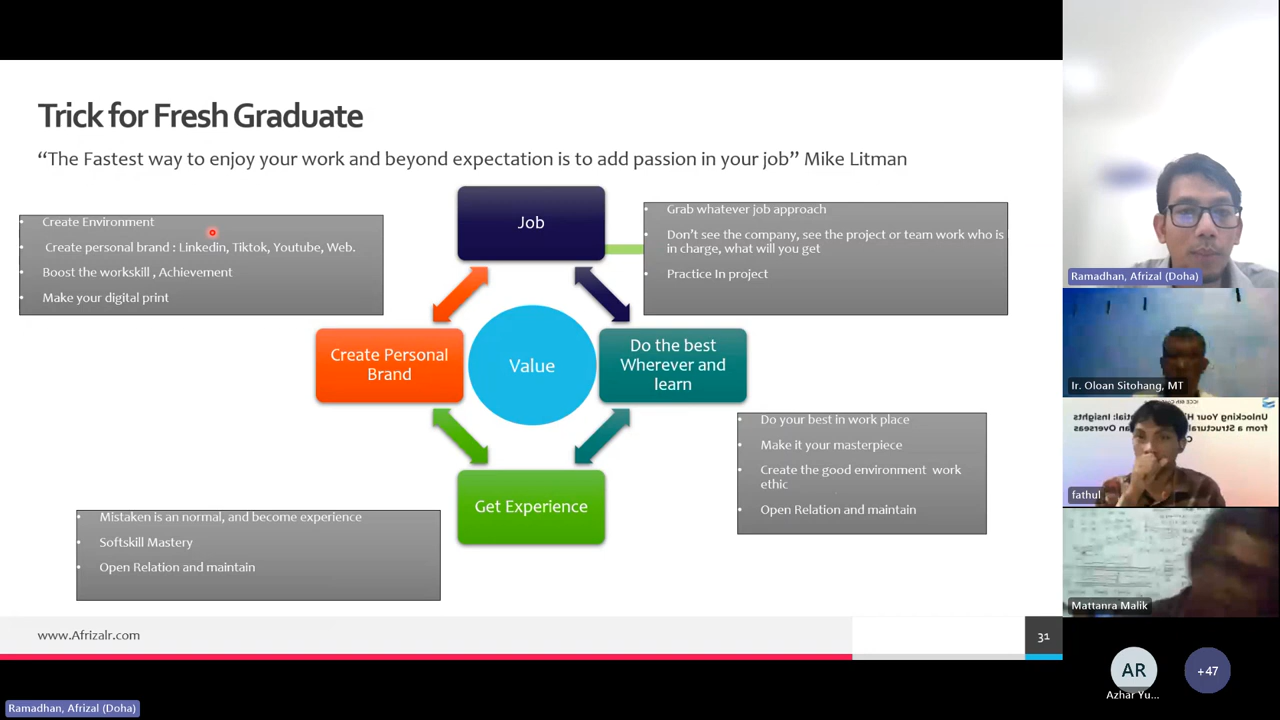 Trick for Fresh Graduate
“The Fastest way to enjoy your work and beyond expectation is to add passion in your job” Mike Litman
Job
• Create Environment
• Create personal brand : Linkedin, Tiktok, Youtube, Web.
• Boost the workskill , Achievement
• Make your digital print
• Grab whatever job approach
• Don’t see the company, see the project or team work who is
in charge, what will you get
• Practice In project
Create Personal
Brand
Value
Do the best
Wherever and
learn
• Do your best in work place
• Make it your masterpiece
• Create the good environment work
ethic
• Open Relation and maintain
Get Experience
• Mistaken is an normal, and become experience
• Softskill Mastery
• Open Relation and maintain
www.Afrizalr.com
31
Ramadhan, Afrizal (Doha)
Ramadhan, Afrizal (Doha)
Ir. Oloan Sitohang, MT
Unlocking Your
from a Structural
Insights
Overseas
fathul
Mattanra Malik
AR
Azhar Yu...
+47